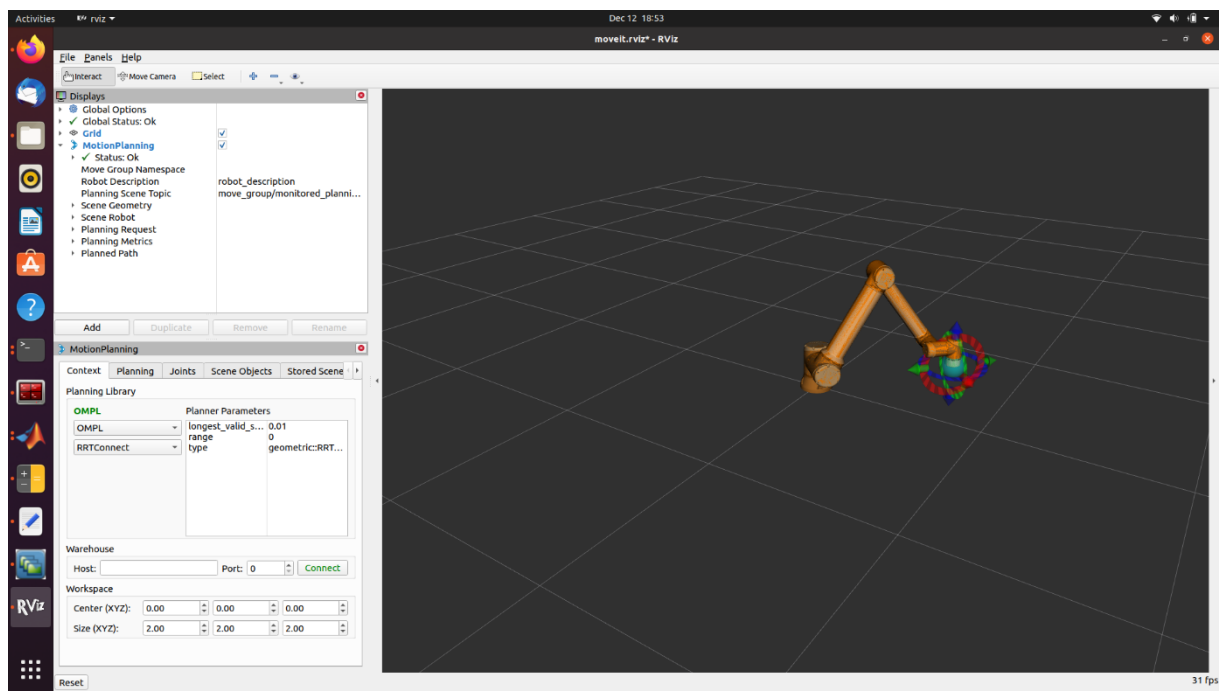 Activities RViz rviz Dec 12 18:53
moveit.rviz* - RViz
File Panels Help
Interact Move Camera Select
Displays
Global Options
Global Status: Ok
Grid
MotionPlanning
Status: Ok
Move Group Namespace
Robot Description robot_description
Planning Scene Topic move_group/monitored_planni...
Scene Geometry
Scene Robot
Planning Request
Planning Metrics
Planned Path
Add Duplicate Remove Rename
MotionPlanning
Context Planning Joints Scene Objects Stored Scene
Planning Library
OMPL Planner Parameters
OMPL longest_valid_s... 0.01
range 0
RRTConnect type geometric::RRT...
Warehouse
Host: Port: 0 Connect
Workspace
Center (XYZ): 0.00 0.00 0.00
Size (XYZ): 2.00 2.00 2.00
RViz
Reset 31 fps